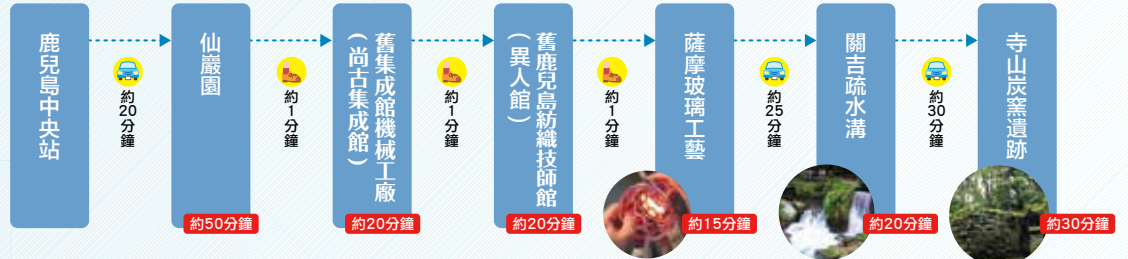 鹿兒島中央站
約20分鐘
仙巖園
約50分鐘
約1分鐘
舊集成館機械工廠
(尚古集成館)
約20分鐘
約1分鐘
舊鹿兒島紡織技師館
(異人館)
約20分鐘
約1分鐘
薩摩玻璃工藝
約15分鐘
約25分鐘
關吉疏水溝
約20分鐘
約30分鐘
寺山炭窯遺跡
約30分鐘